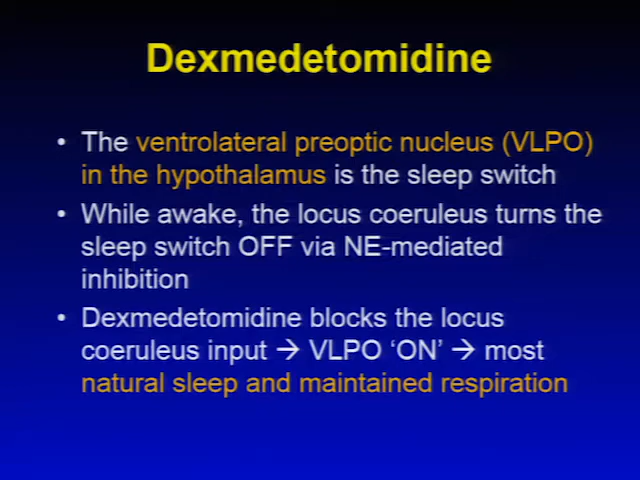 Dexmedetomidine
• The ventrolateral preoptic nucleus (VLPO)
in the hypothalamus is the sleep switch
• While awake, the locus coeruleus turns the
sleep switch OFF via NE-mediated
inhibition
• Dexmedetomidine blocks the locus
coeruleus input → VLPO ‘ON’ → most
natural sleep and maintained respiration